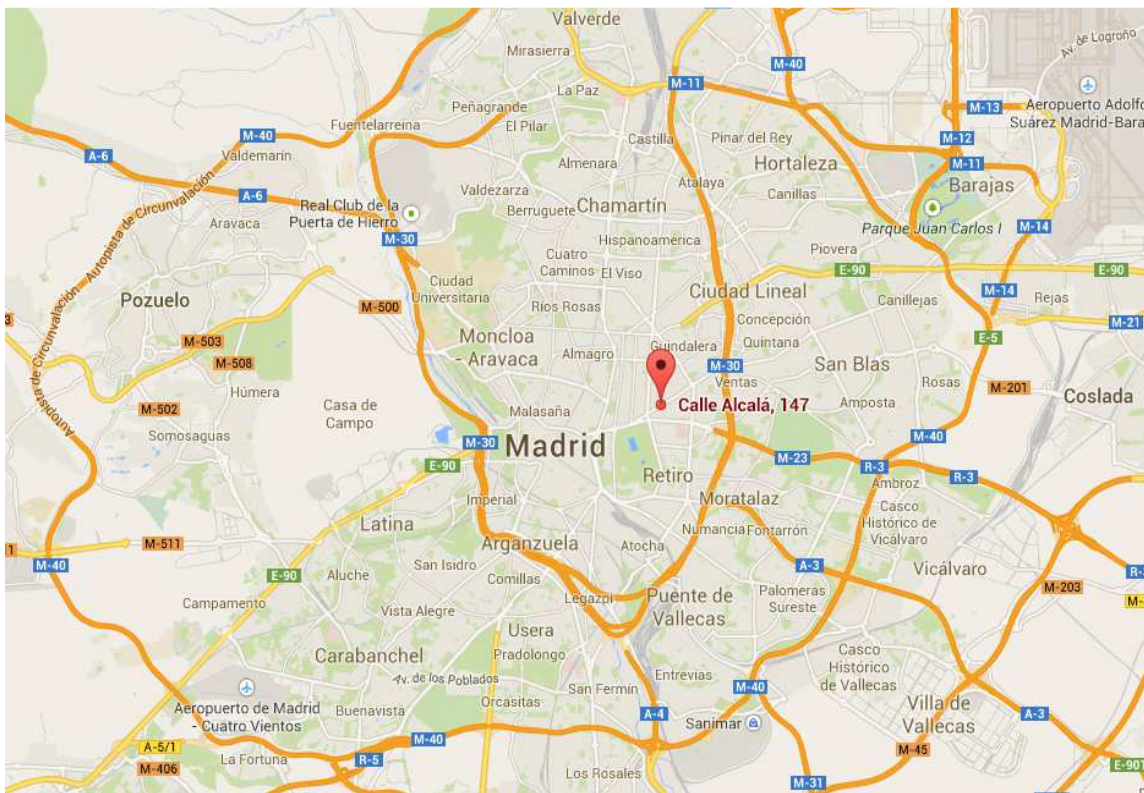 Valverde
Mirasierra
M-40
Av. de Logroño
M-11
La Paz
M-11
Peñagrande
M-13
Aeropuerto Adolfo
Suárez Madrid-Bara
Fuentelarreina
El Pilar
Castilla
Pinar del Rey
M-12
M-40
A-6
Valdemarín
Almenara
Hortaleza
M-11
Barajas
Autopista de Circunvalación
A-6
Valdezarza
Atalaya
Canillas
Real Club de la
Puerta de Hierro
Berruguete
Chamartín
Aravaca
M-30
Hispanoamérica
Parque Juan Carlos I
M-14
Piovera
Cuatro
Caminos
El Viso
E-90
E-90
Ciudad
Universitaria
Ciudad Lineal
M-14
Pozuelo
M-500
Ríos Rosas
Canillejas
Rejas
Concepción
M-21
Moncloa
- Aravaca
M-503
Guindalera
Quintana
E-5
Almagro
M-508
M-30
San Blas
Ventas
Rosas
M-201
Húmera
Coslada
Autopista de Circunvalación
M-502
Casa de
Campo
Malasaña
Calle Alcalá, 147
Amposta
Somosaguas
M-30
Madrid
M-40
E-90
M-23
R-3
Retiro
R-3
Ambroz
Imperial
Moratalaz
Latina
Casco
Histórico de
Vicálvaro
Numancia
Fontarrón
1
M-511
Arganzuela
Atocha
M-40
San Isidro
A-3
Vicálvaro
R-3
E-90
Aluche
Comillas
M-203
Campamento
Legazpi
Puente de
Vallecas
Palomeras
Sureste
Vista Alegre
Usera
Carabanchel
Pradolongo
Casco
Histórico
de Vallecas
Av. de los Poblados
Entrevías
San Fermín
M-40
Aeropuerto de Madrid
- Cuatro Vientos
Orcasitas
Buenavista
A-4
Sanimar
Villa de
Vallecas
A-3
A-5/1
M-40
La Fortuna
R-5
M-45
M-406
Los Rosales
M-31
E-901